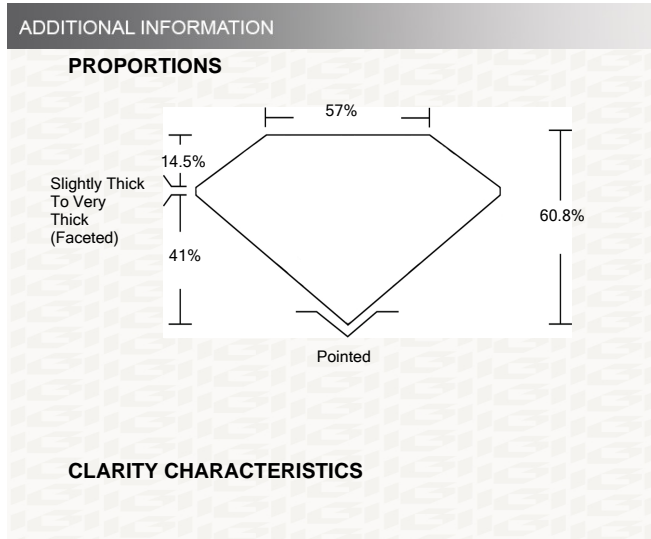 ADDITIONAL INFORMATION
PROPORTIONS
57%
14.5%
Slightly Thick
To Very
Thick
(Faceted)
60.8%
41%
Pointed
CLARITY CHARACTERISTICS